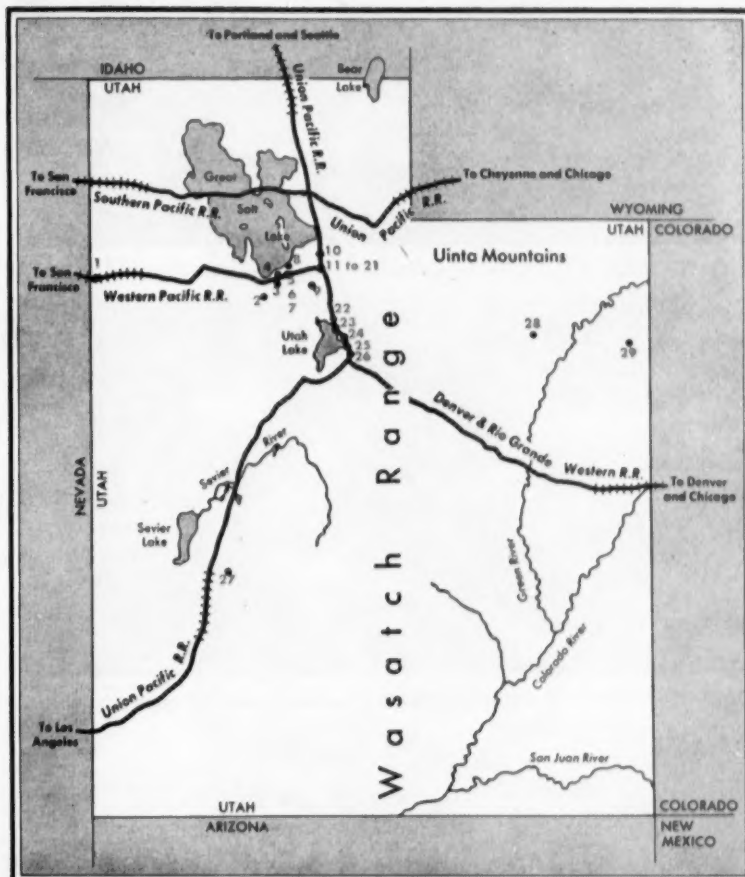 To Portland and Seattle
IDAHO
UTAH
Bear
Lake
Union Pacific R.R.
Great
Salt
Lake
To San
Francisco
Southern Pacific R.R.
Union
Pacific R.R.
To Cheyenne and Chicago
WYOMING
UTAH
COLORADO
Uinta Mountains
To San
Francisco
1
Western Pacific R.R.
4
8
3
5
2
6
7
9
10
11 to 21
22
23
24
25
26
Utah
Lake
28
29
Wasatch Range
Denver & Rio Grande
Western R.R.
To Denver
and Chicago
NEVADA
UTAH
Sevier
River
Sevier
Lake
27
Green River
Colorado River
Union Pacific R.R.
To Los
Angeles
San Juan River
UTAH
ARIZONA
COLORADO
NEW
MEXICO